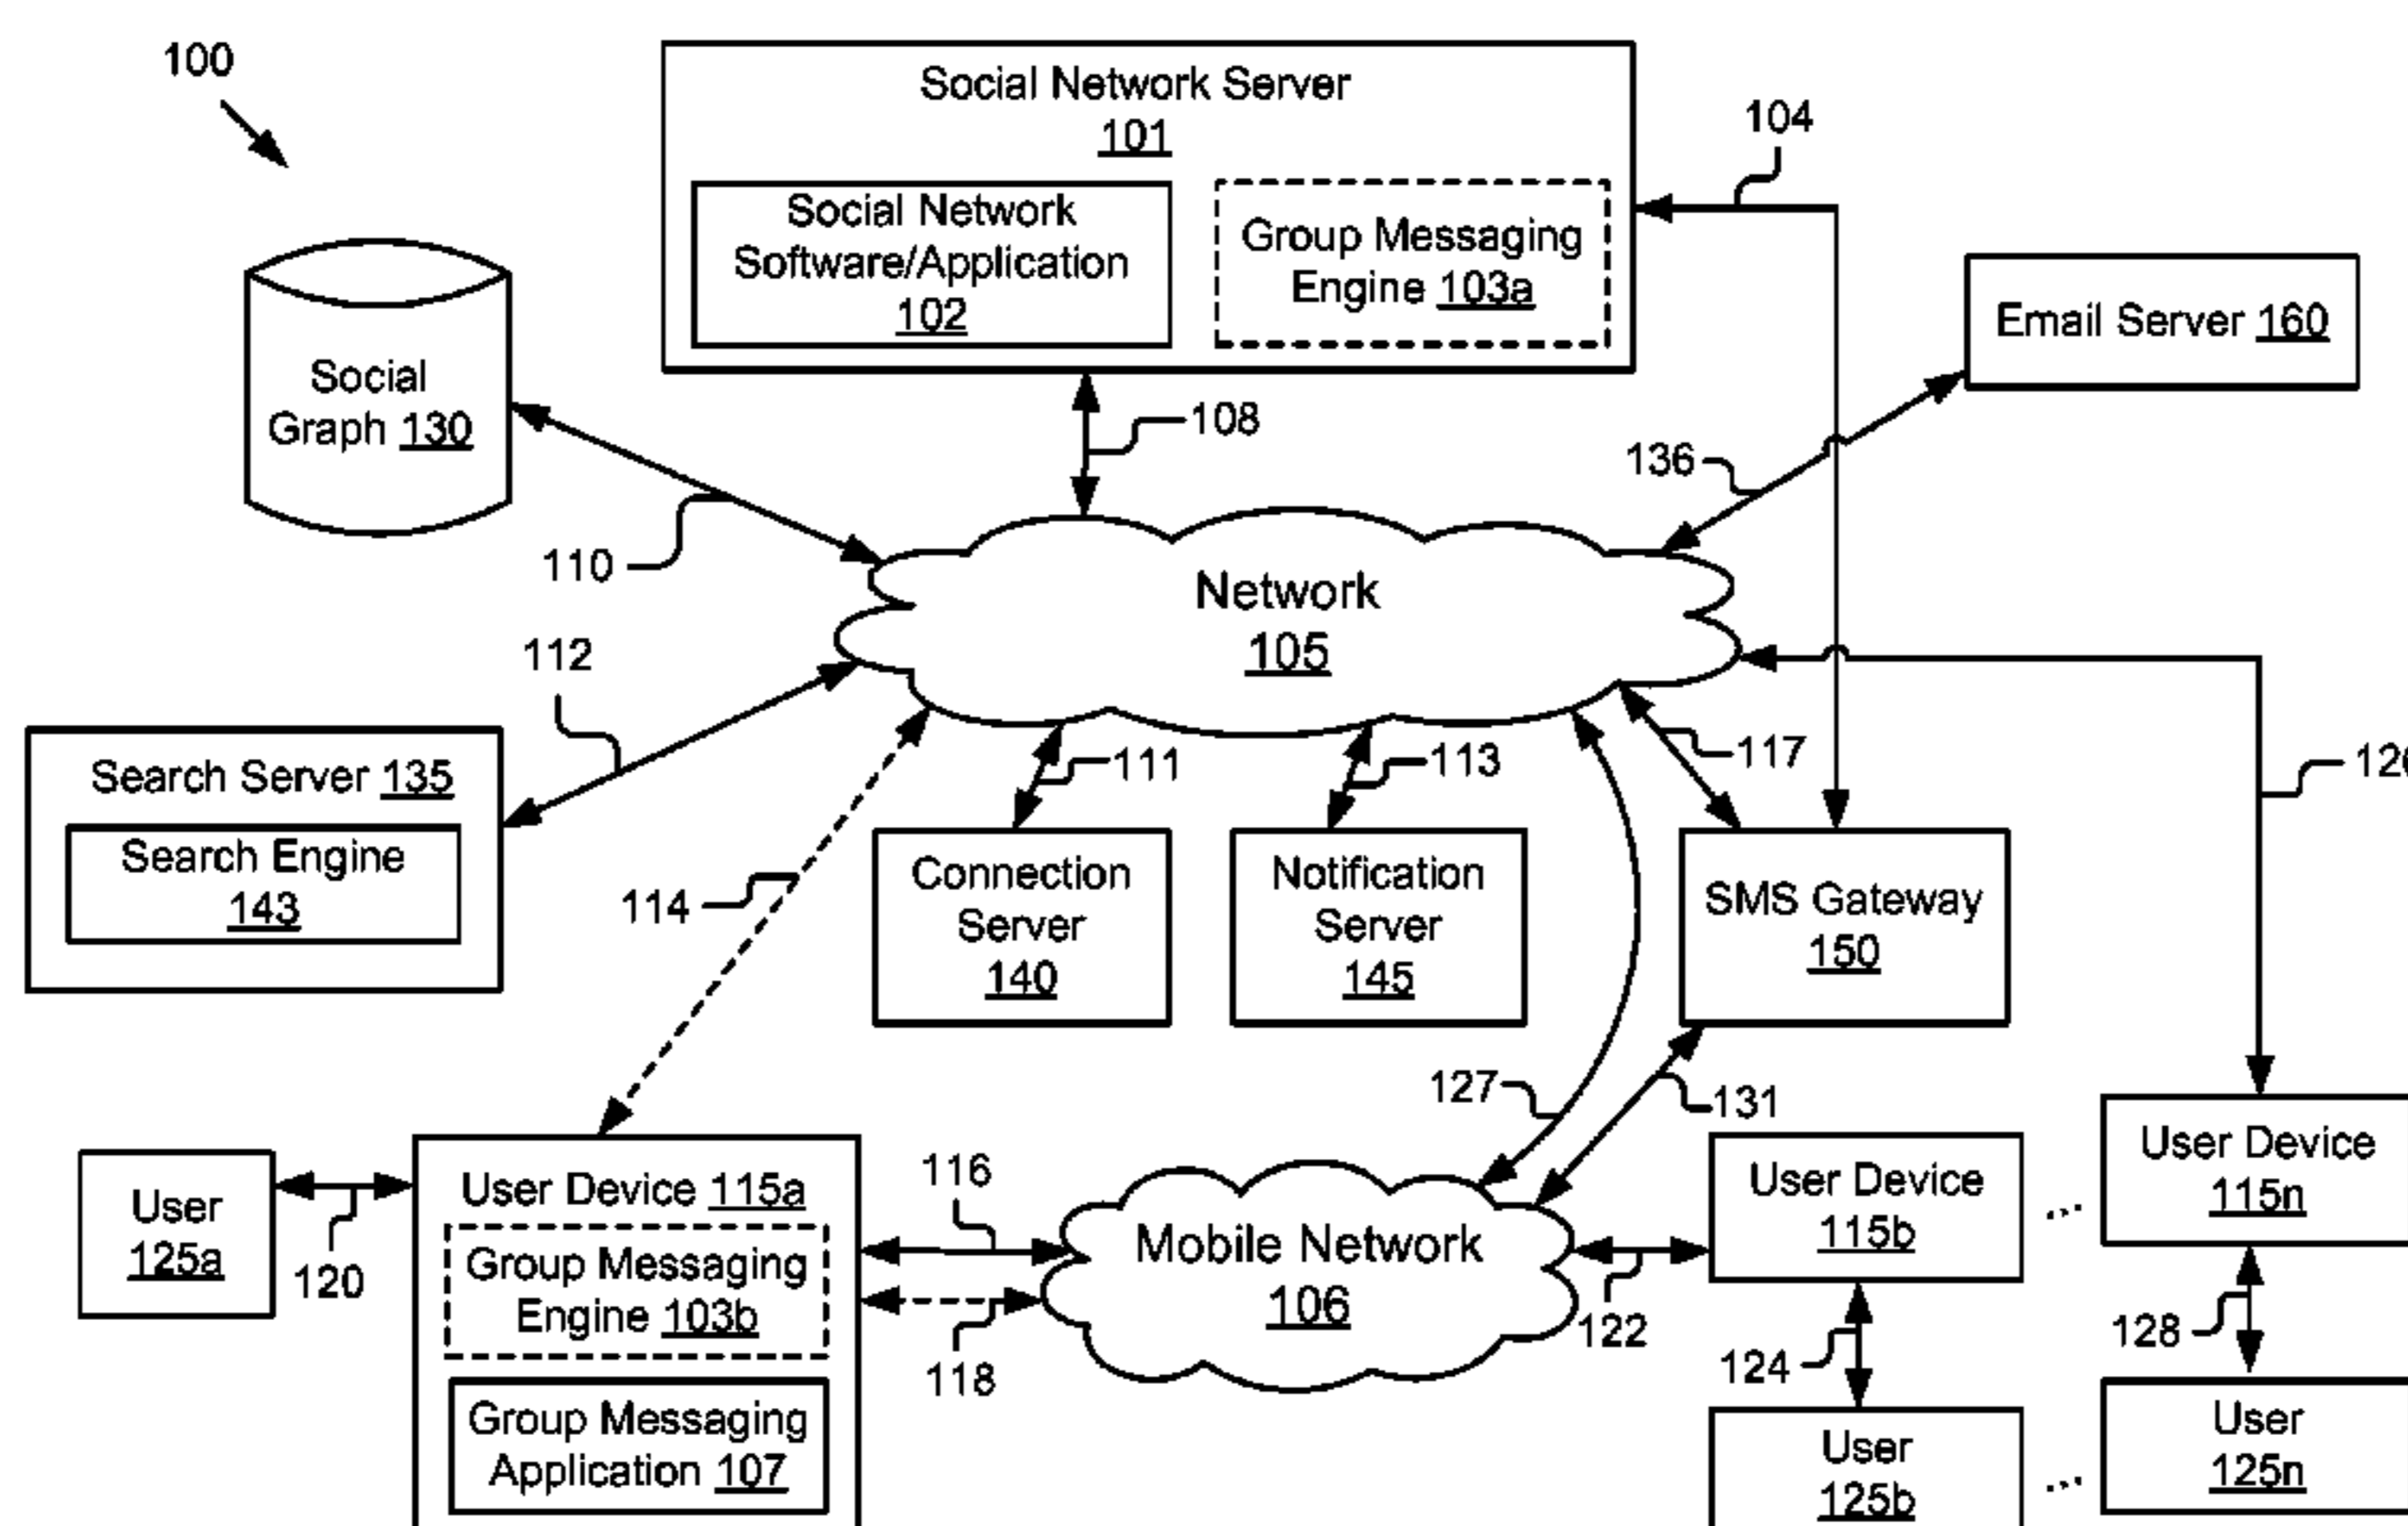 100
Social Network Server
101
Social Network
Software/Application
102
Group Messaging
Engine 103a
104
Email Server 160
Social
Graph 130
108
136
110
Network
105
112
Search Server 135
Search Engine
143
111
113
117
114
Connection
Server
140
Notification
Server
145
SMS Gateway
150
127
131
User
125a
120
User Device 115a
Group Messaging
Engine 103b
Group Messaging
Application 107
116
118
Mobile Network
106
122
User Device
115b
...
User Device
115n
124
128
User
125b
...
User
125n